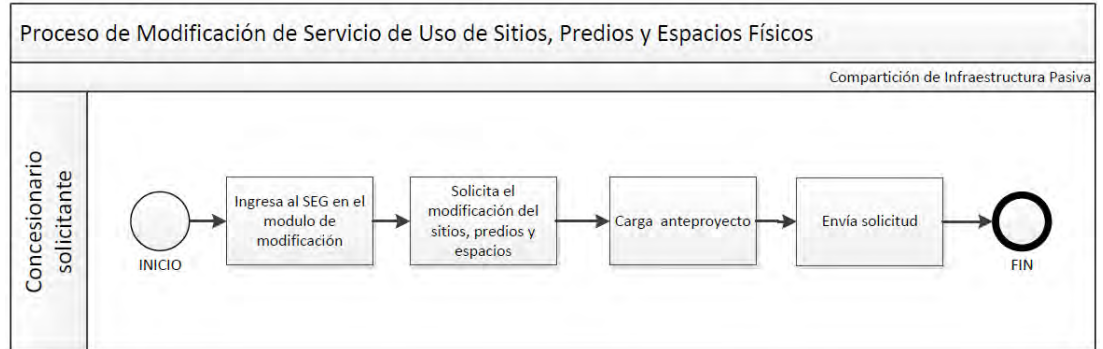 Proceso de Modificación de Servicio de Uso de Sitios, Predios y Espacios Físicos
Compartición de Infraestructura Pasiva
Concesionario
solicitante
INICIO
Ingresa al SEG en el
modulo de
modificación
Solicita el
modificación del
sitios, predios y
espacios
Carga anteproyecto
Envía solicitud
FIN